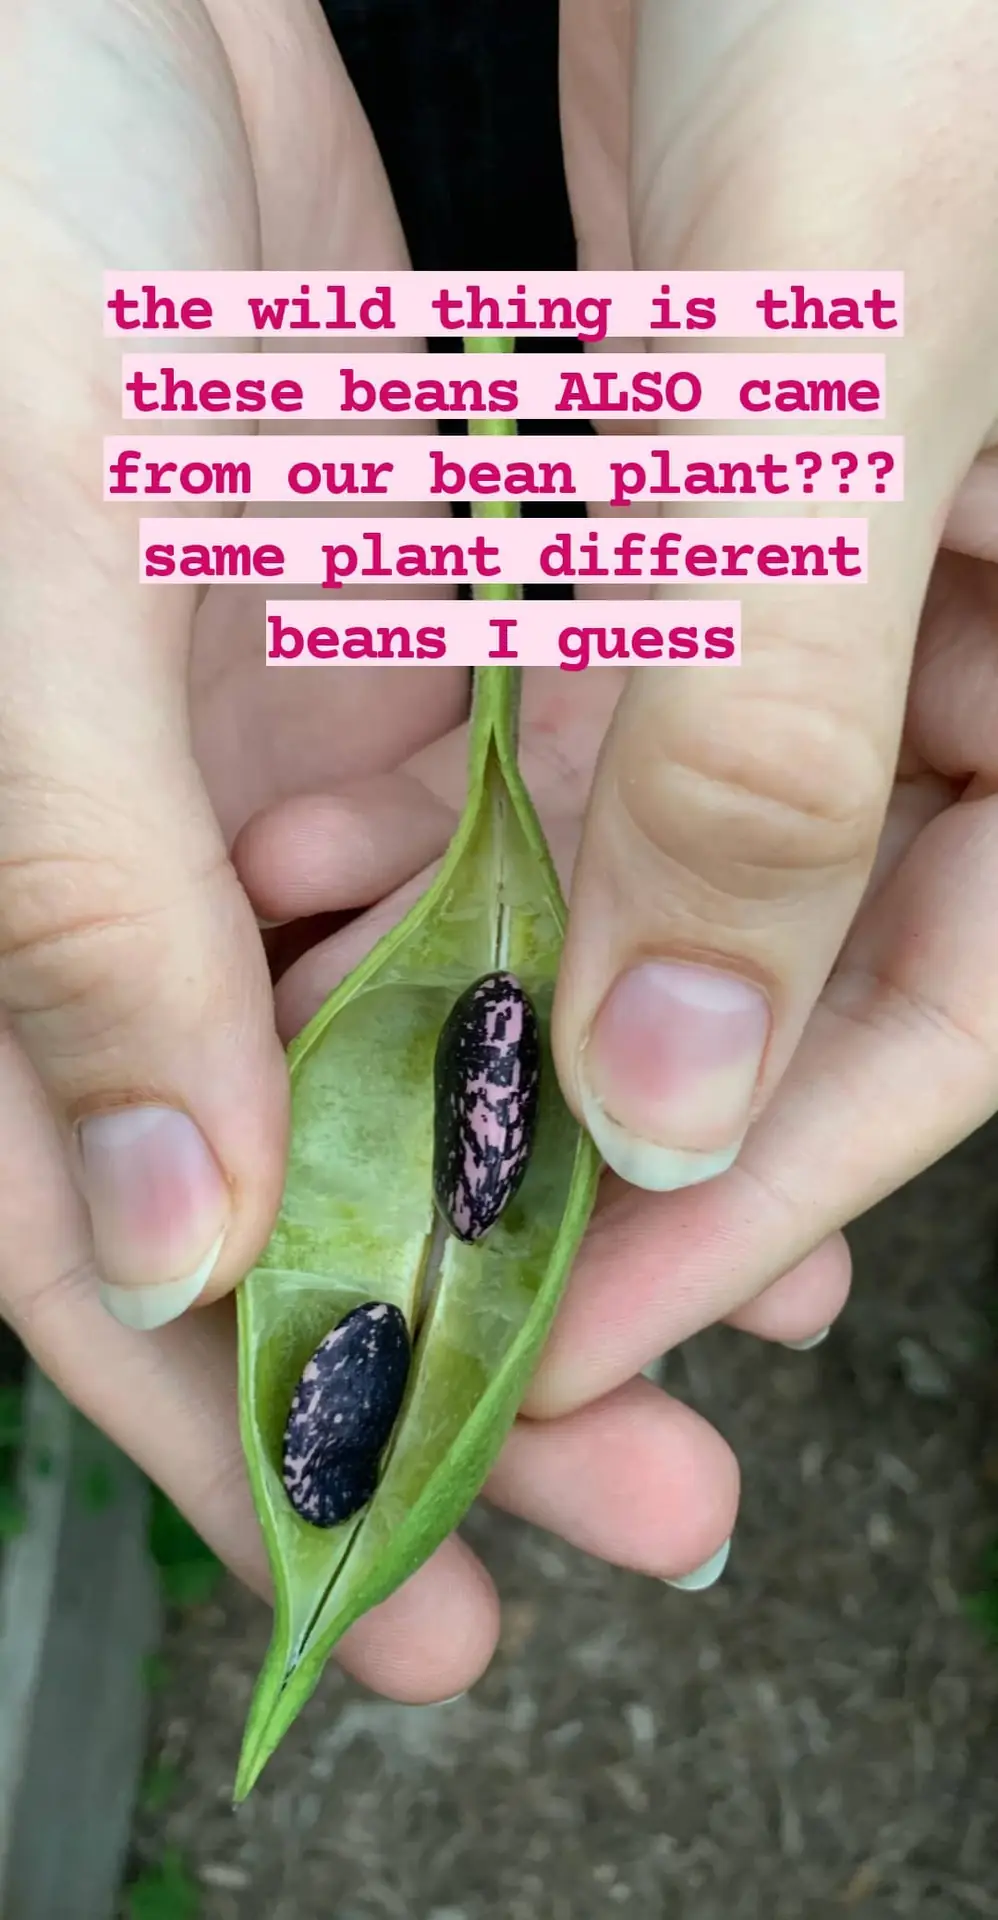 the wild thing is that
these beans ALSO came
from our bean plant???
same plant different
beans I guess